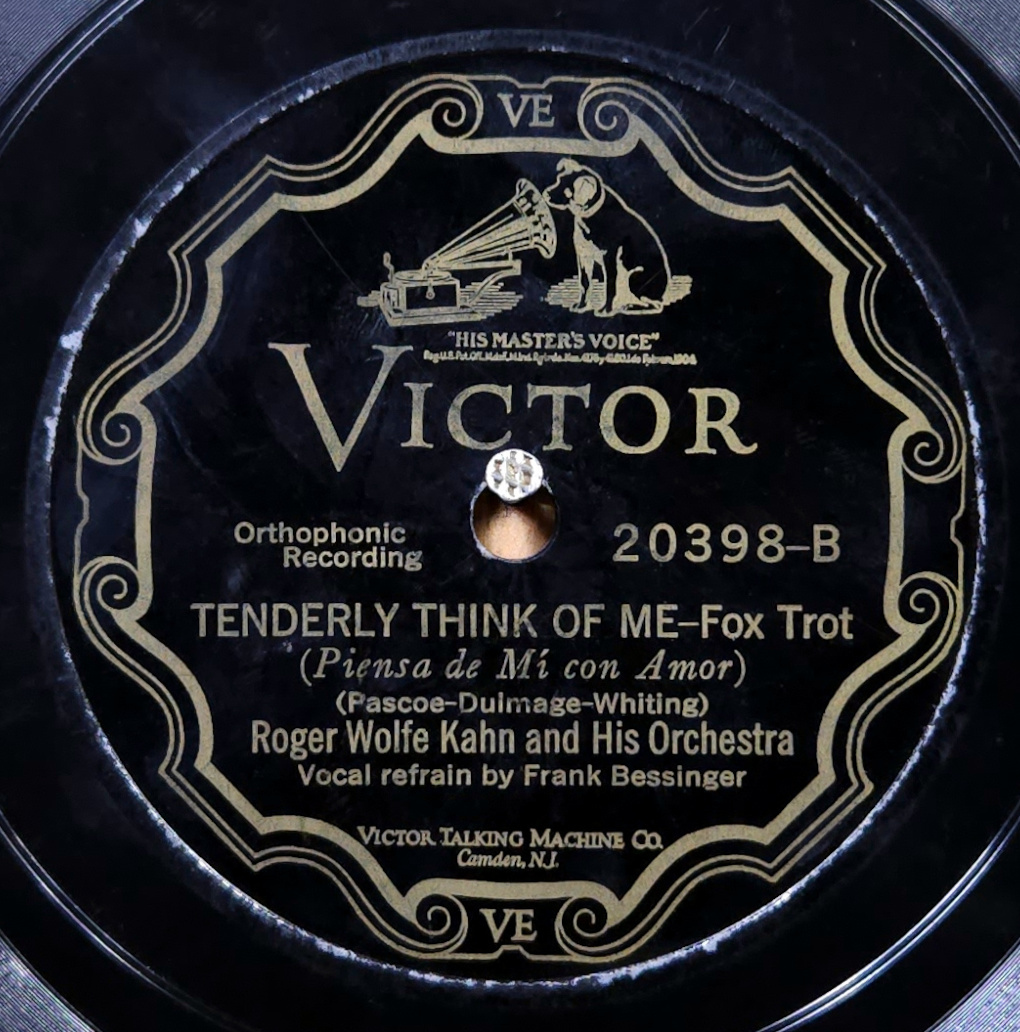 VE
"HIS MASTER'S VOICE"
VICTOR
Orthophonic
Recording
20398-B
TENDERLY THINK OF ME-Fox Trot
(Piensa de Mí con Amor)
(Pascoe-Dulmage-Whiting)
Roger Wolfe Kahn and His Orchestra
Vocal refrain by Frank Bessinger
VICTOR TALKING MACHINE CO.
Camden, N.J.
VE